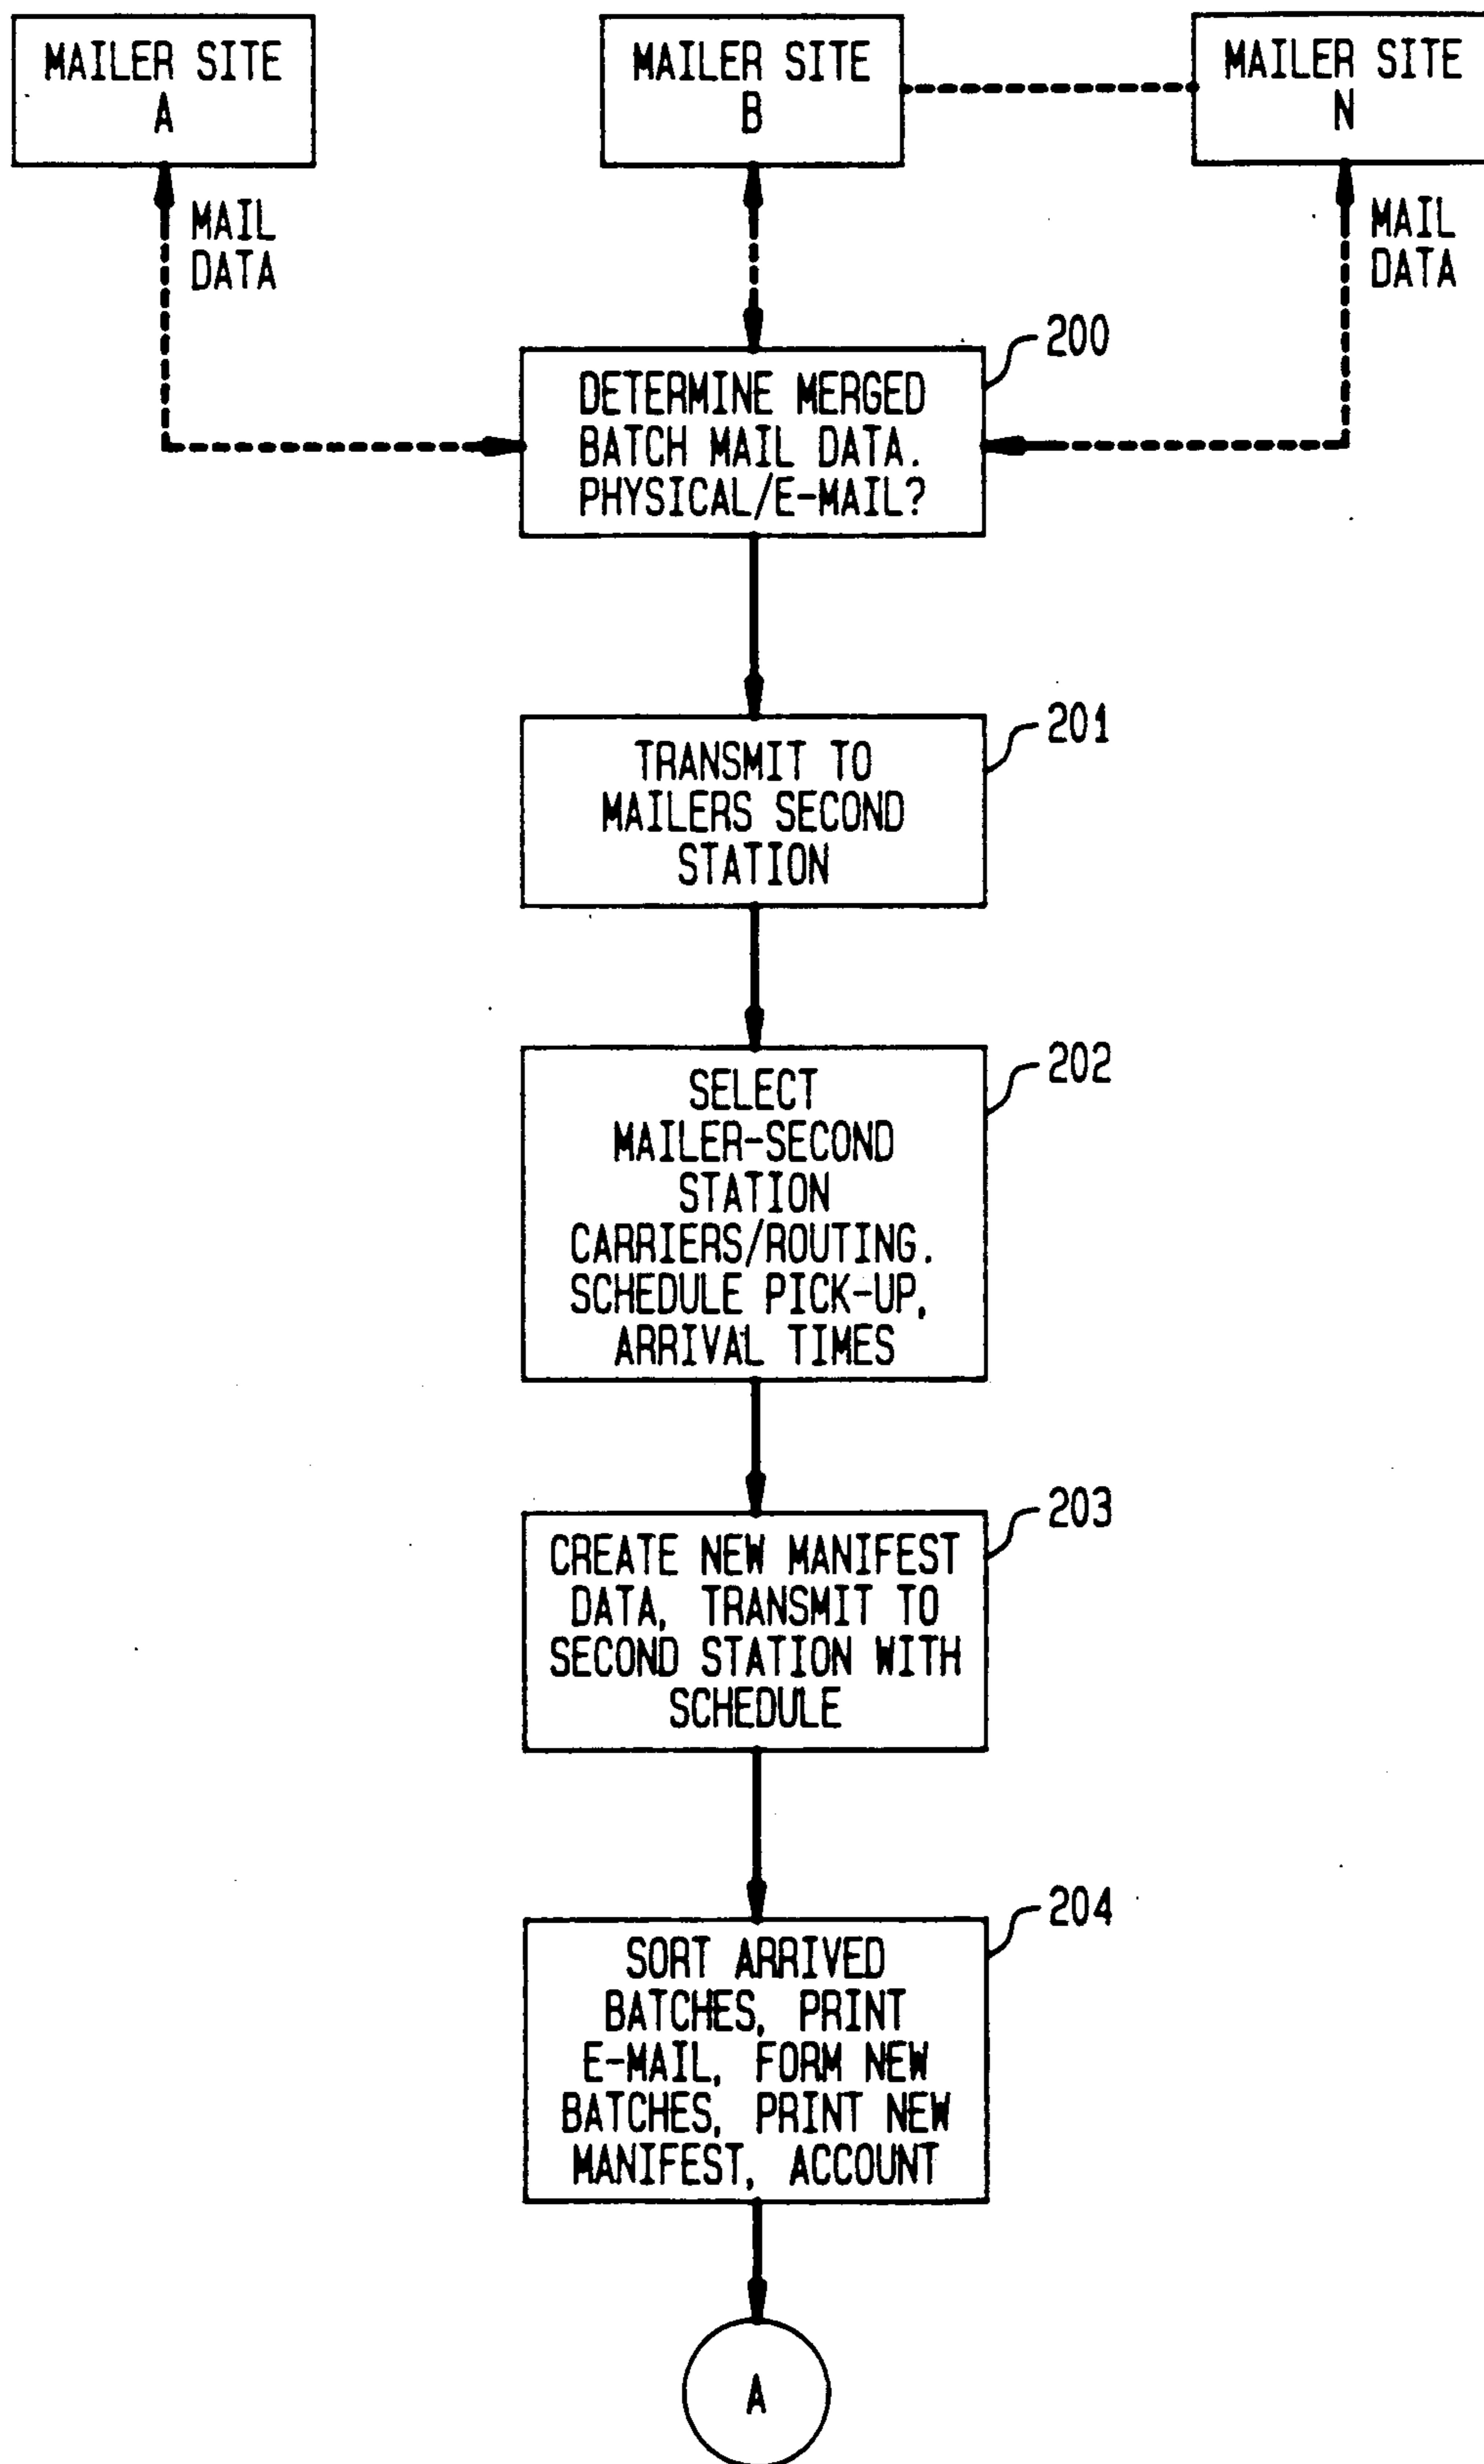 MAILER SITE
A
MAILER SITE
B
MAILER SITE
N
MAIL
DATA
MAIL
DATA
200
DETERMINE MERGED
BATCH MAIL DATA.
PHYSICAL/E-MAIL?
201
TRANSMIT TO
MAILERS SECOND
STATION
202
SELECT
MAILER-SECOND
STATION
CARRIERS/ROUTING.
SCHEDULE PICK-UP,
ARRIVAL TIMES
203
CREATE NEW MANIFEST
DATA, TRANSMIT TO
SECOND STATION WITH
SCHEDULE
204
SORT ARRIVED
BATCHES, PRINT
E-MAIL, FORM NEW
BATCHES, PRINT NEW
MANIFEST, ACCOUNT
A